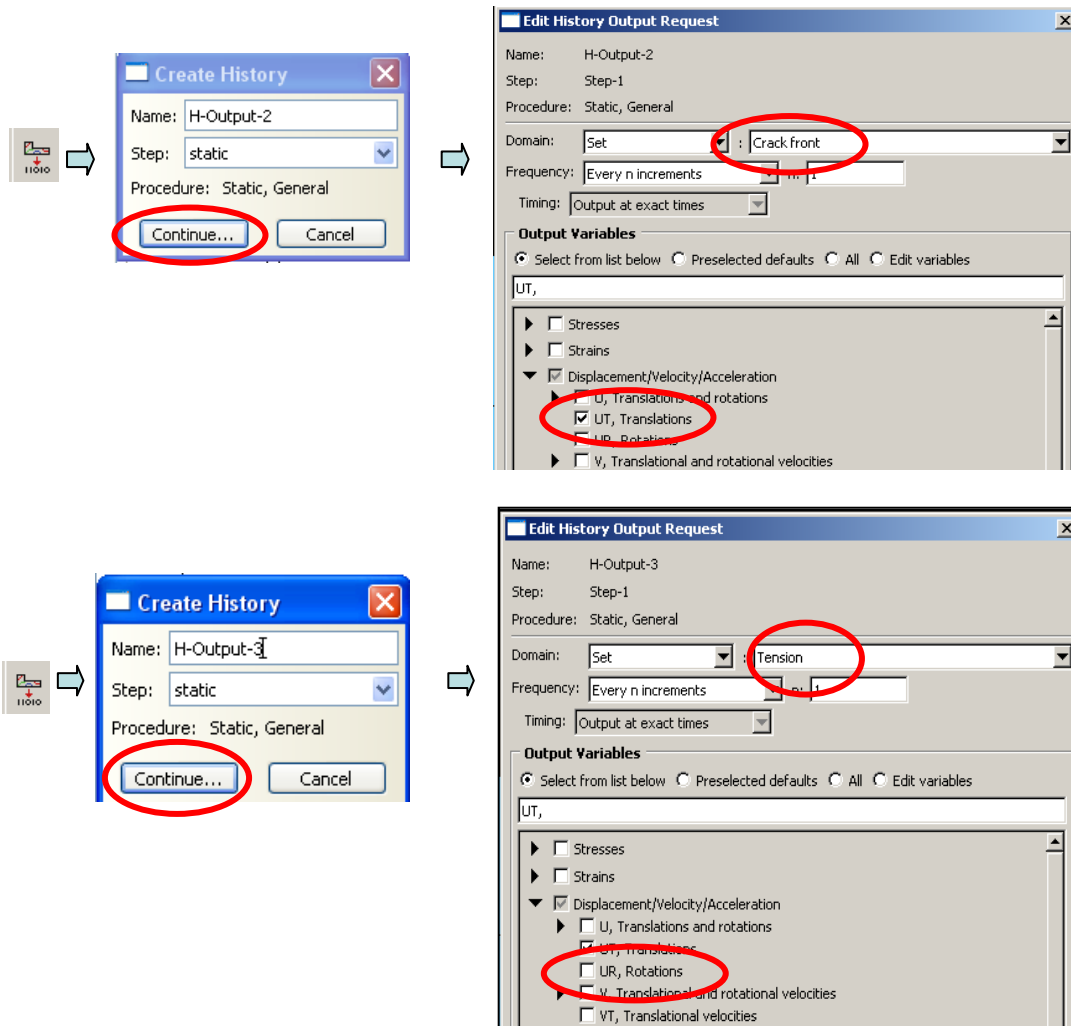 Edit History Output Request
Name: H-Output-2
Step: Step-1
Procedure: Static, General
Domain: Set : Crack front
Frequency: Every n increments n: 1
Timing: Output at exact times
Output Variables
Select from list below Preselected defaults All Edit variables
UT,
Stresses
Strains
Displacement/Velocity/Acceleration
U, Translations and rotations
UT, Translations
UR, Rotations
V, Translational and rotational velocities
Create History
Name: H-Output-2
Step: static
Procedure: Static, General
Continue... Cancel
11010
Edit History Output Request
Name: H-Output-3
Step: Step-1
Procedure: Static, General
Domain: Set : Tension
Frequency: Every n increments n: 1
Timing: Output at exact times
Output Variables
Select from list below Preselected defaults All Edit variables
UT,
Stresses
Strains
Displacement/Velocity/Acceleration
U, Translations and rotations
UT, Translations
UR, Rotations
V, Translational and rotational velocities
VT, Translational velocities
Create History
Name: H-Output-3
Step: static
Procedure: Static, General
Continue... Cancel
11010